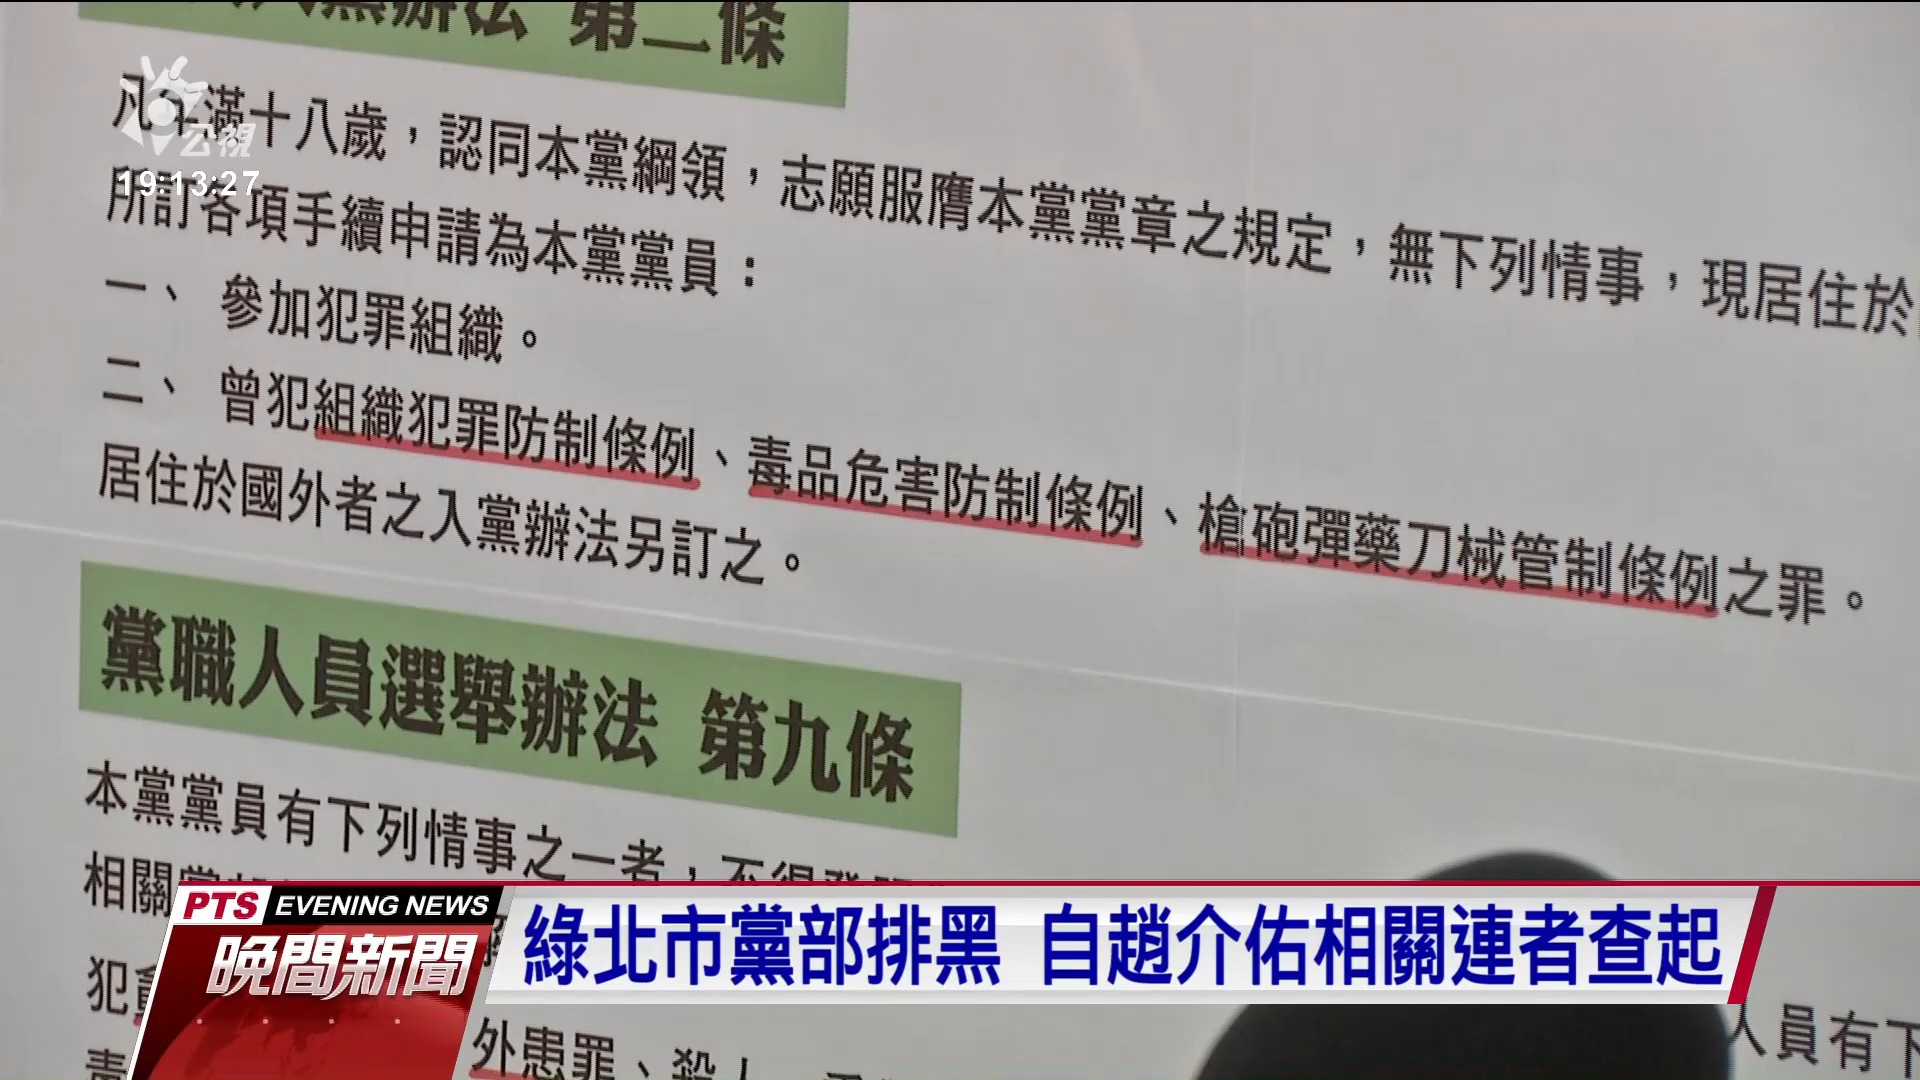 黨辦法 第二條
凡年滿十八歲，認同本黨綱領，志願服膺本黨黨章之規定，無下列情事，現居住於
所訂各項手續申請為本黨黨員：
一、 參加犯罪組織。
二、 曾犯組織犯罪防制條例、毒品危害防制條例、槍砲彈藥刀械管制條例之罪。
居住於國外者之入黨辦法另訂之。
黨職人員選舉辦法 第九條
本黨黨員有下列情事之一者，不得
相關
犯
外患罪、殺人
人員有下
公視
19:13:27
PTS EVENING NEWS
晚間新聞
綠北市黨部排黑 自趙介佑相關連者查起